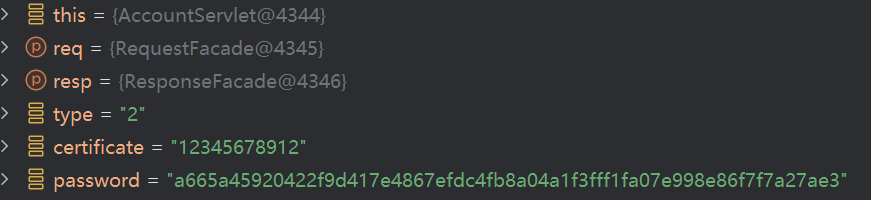 this = {AccountServlet@4344}
p req = {RequestFacade@4345}
p resp = {ResponseFacade@4346}
type = "2"
certificate = "12345678912"
password = "a665a45920422f9d417e4867efdc4fb8a04a1f3fff1fa07e998e86f7f7a27ae3"